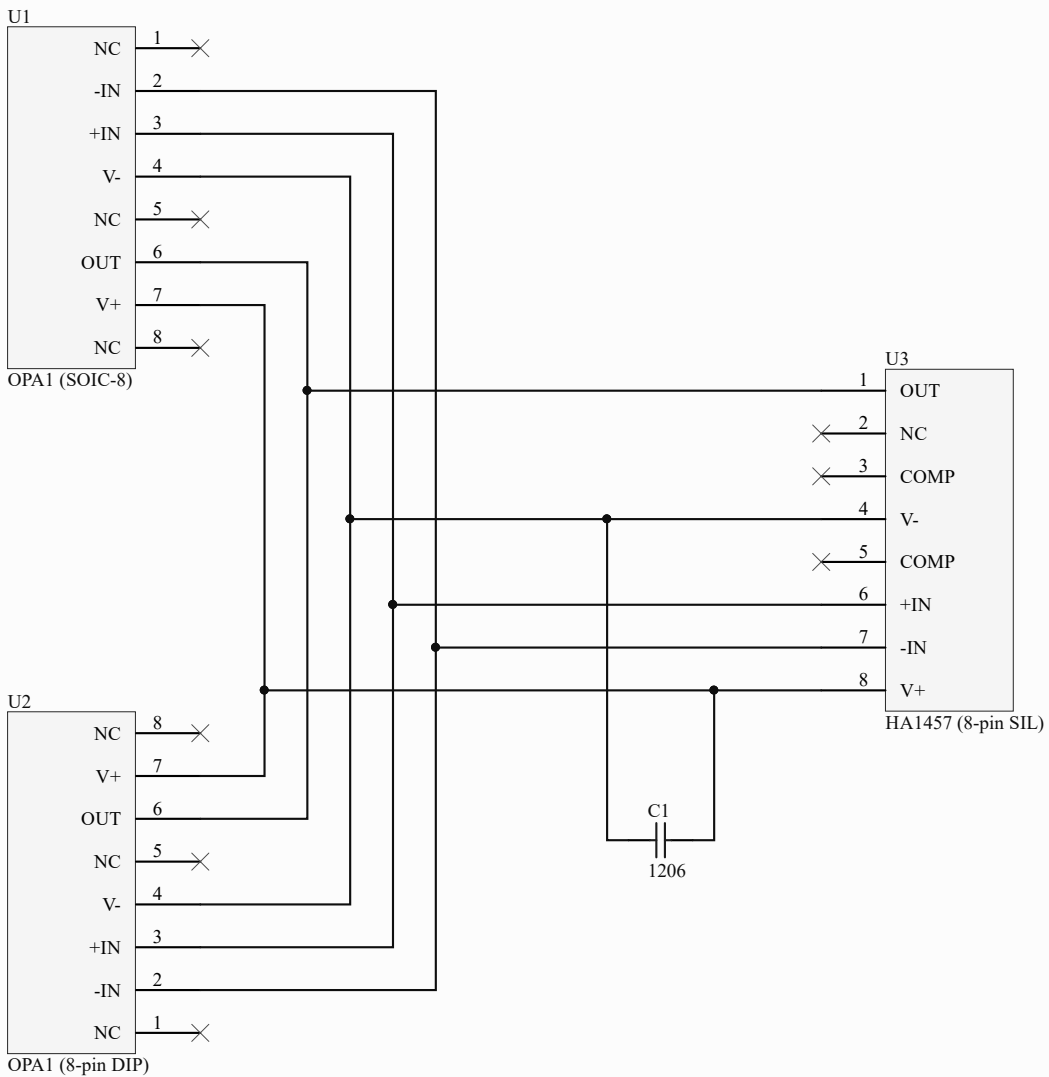 U1
NC 1
-IN 2
+IN 3
V- 4
NC 5
OUT 6
V+ 7
NC 8
OPA1 (SOIC-8)
U3
1 OUT
2 NC
3 COMP
4 V-
5 COMP
6 +IN
7 -IN
8 V+
HA1457 (8-pin SIL)
U2
NC 8
V+ 7
OUT 6
NC 5
V- 4
+IN 3
-IN 2
NC 1
OPA1 (8-pin DIP)
C1
1206